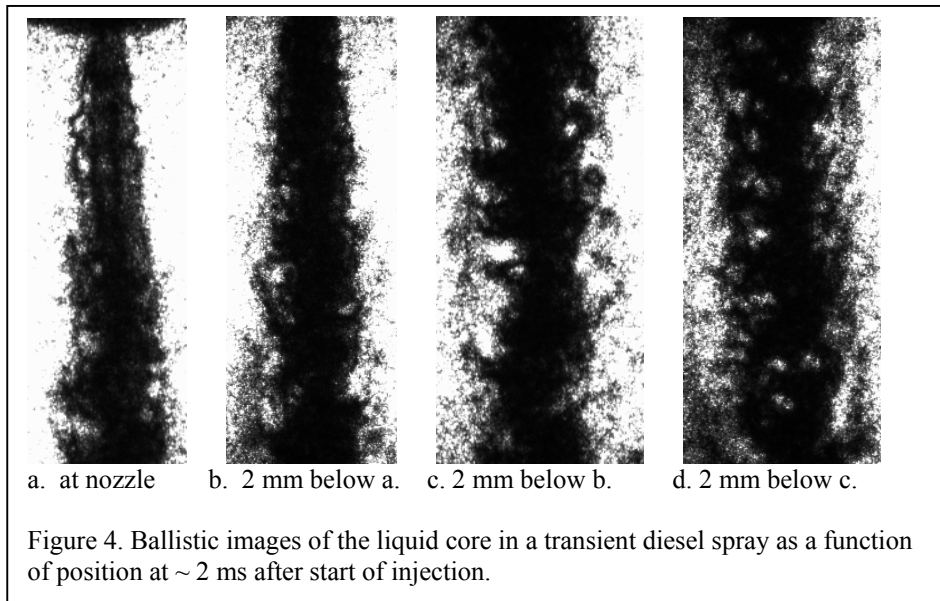 a. at nozzle b. 2 mm below a. c. 2 mm below b. d. 2 mm below c.
Figure 4. Ballistic images of the liquid core in a transient diesel spray as a function
of position at ~ 2 ms after start of injection.